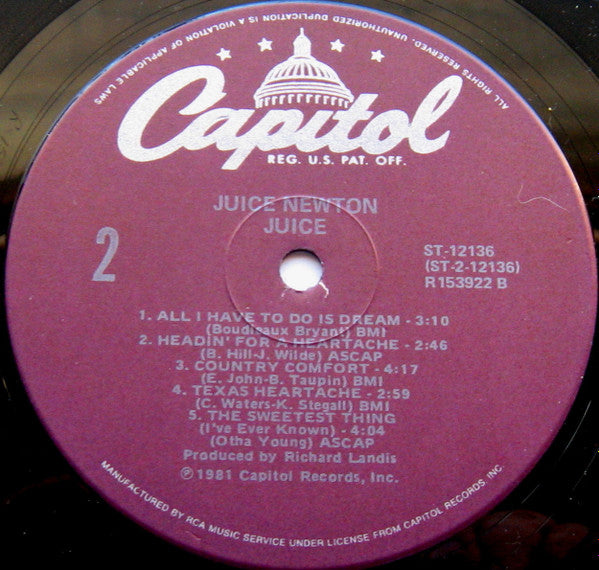 ALL RIGHTS RESERVED. UNAUTHORIZED DUPLICATION IS A VIOLATION OF APPLICABLE LAWS
Capitol
REG. U.S. PAT. OFF.
JUICE NEWTON
JUICE
2
ST-12136
(ST-2-12136)
R153922 B
1. ALL I HAVE TO DO IS DREAM - 3:10
(Boudleaux Bryant) BMI
2. HEADIN' FOR A HEARTACHE - 2:46
(B. Hill-J. Wilde) ASCAP
3. COUNTRY COMFORT - 4:17
(E. John-B. Taupin) BMI
4. TEXAS HEARTACHE - 2:59
(C. Waters-K. Stegall) BMI
5. THE SWEETEST THING
(I've Ever Known) - 4:04
(Otha Young) ASCAP
Produced by Richard Landis
℗1981 Capitol Records, Inc.
MANUFACTURED BY RCA MUSIC SERVICE UNDER LICENSE FROM CAPITOL RECORDS, INC.